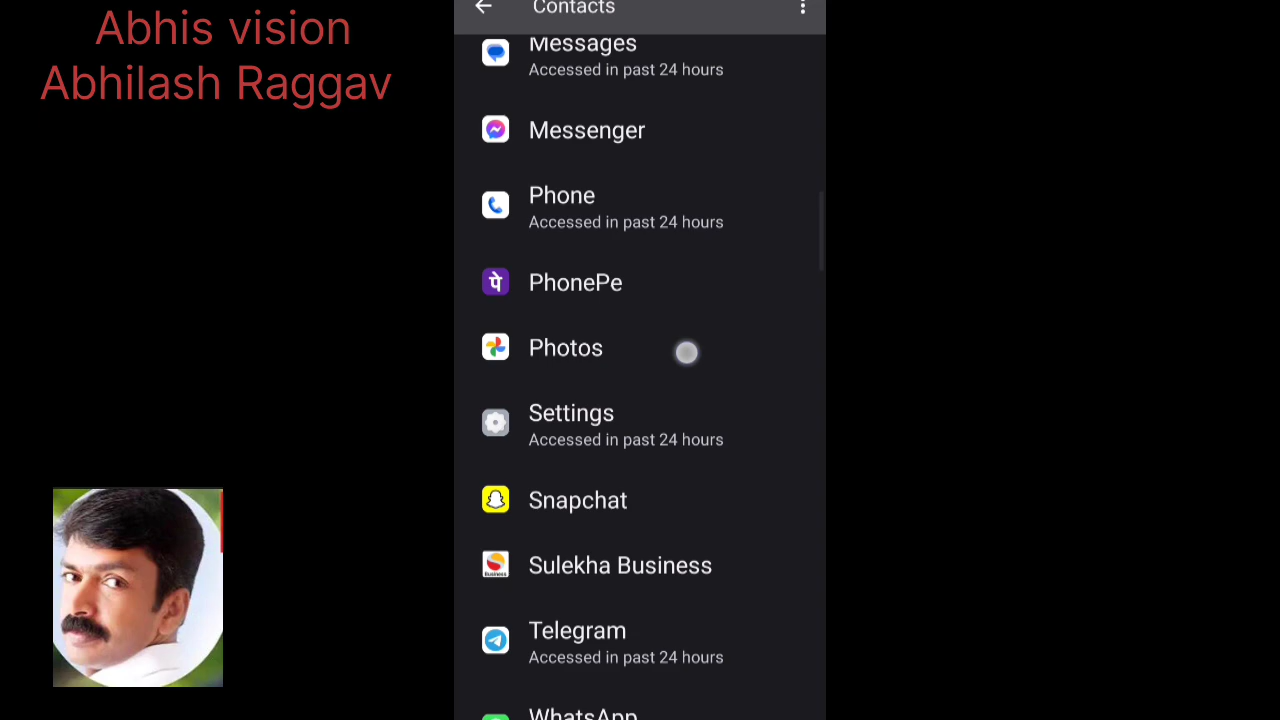 Abhis vision
Abhilash Raggav
Contacts
Messages
Accessed in past 24 hours
Messenger
Phone
Accessed in past 24 hours
पे
PhonePe
Photos
Settings
Accessed in past 24 hours
Snapchat
Business
Sulekha Business
Telegram
Accessed in past 24 hours
WhatsApp